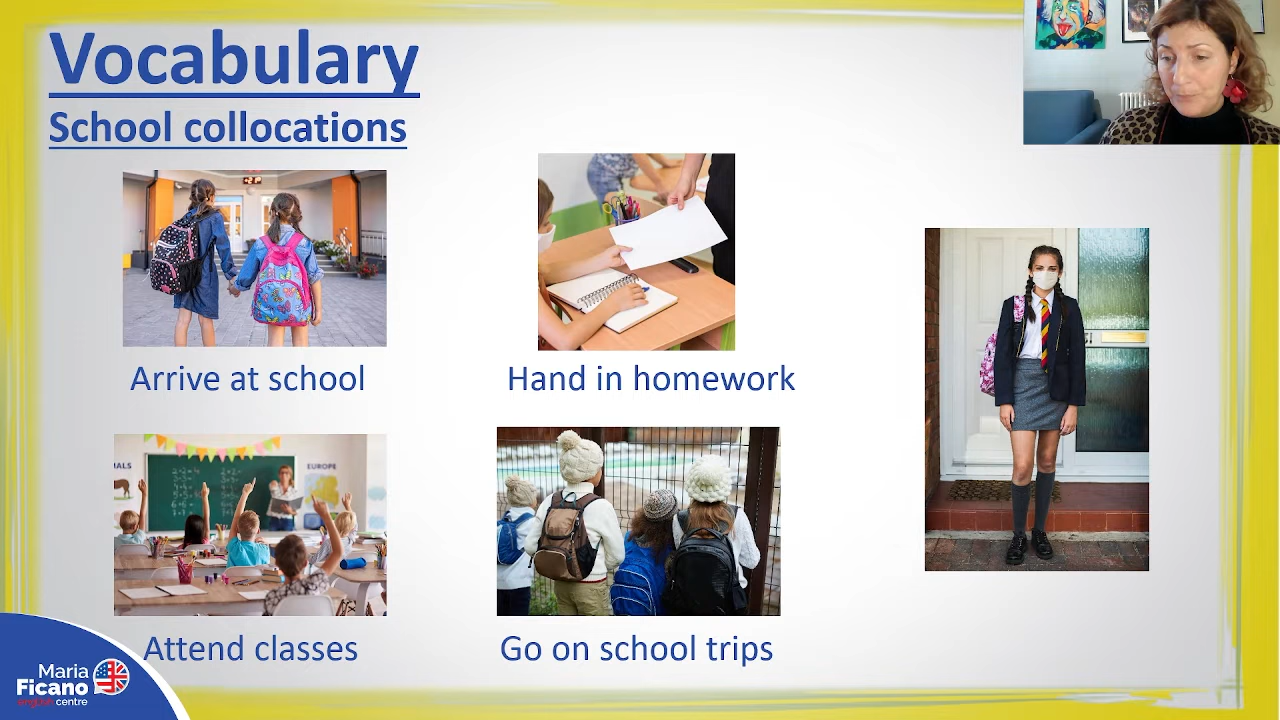 Vocabulary
School collocations
Arrive at school
Hand in homework
EUROPE
Attend classes
Go on school trips
Maria
Ficano
english centre